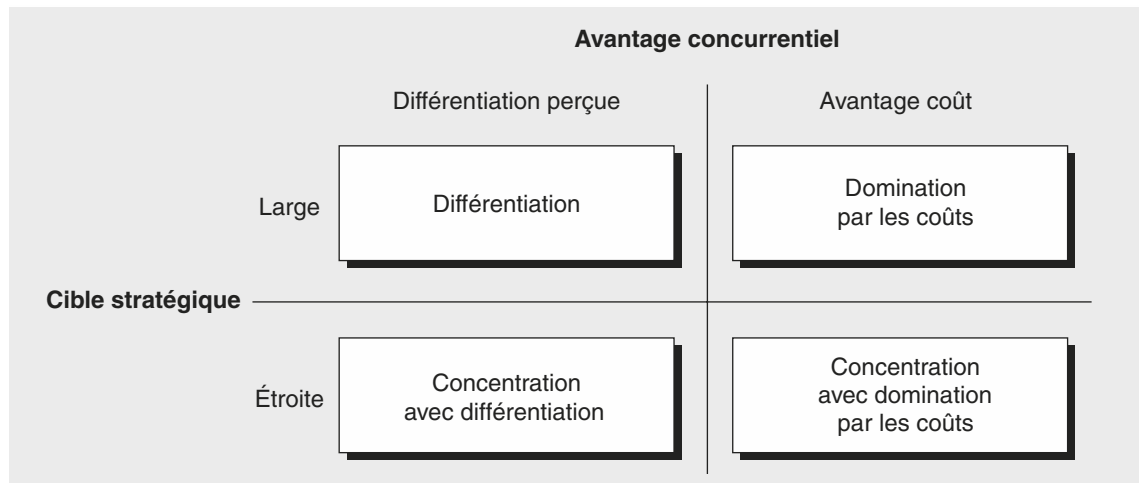 Avantage concurrentiel
Différentiation perçue
Avantage coût
Large
Différentiation
Domination
par les coûts
Cible stratégique
Étroite
Concentration
avec différentiation
Concentration
avec domination
par les coûts